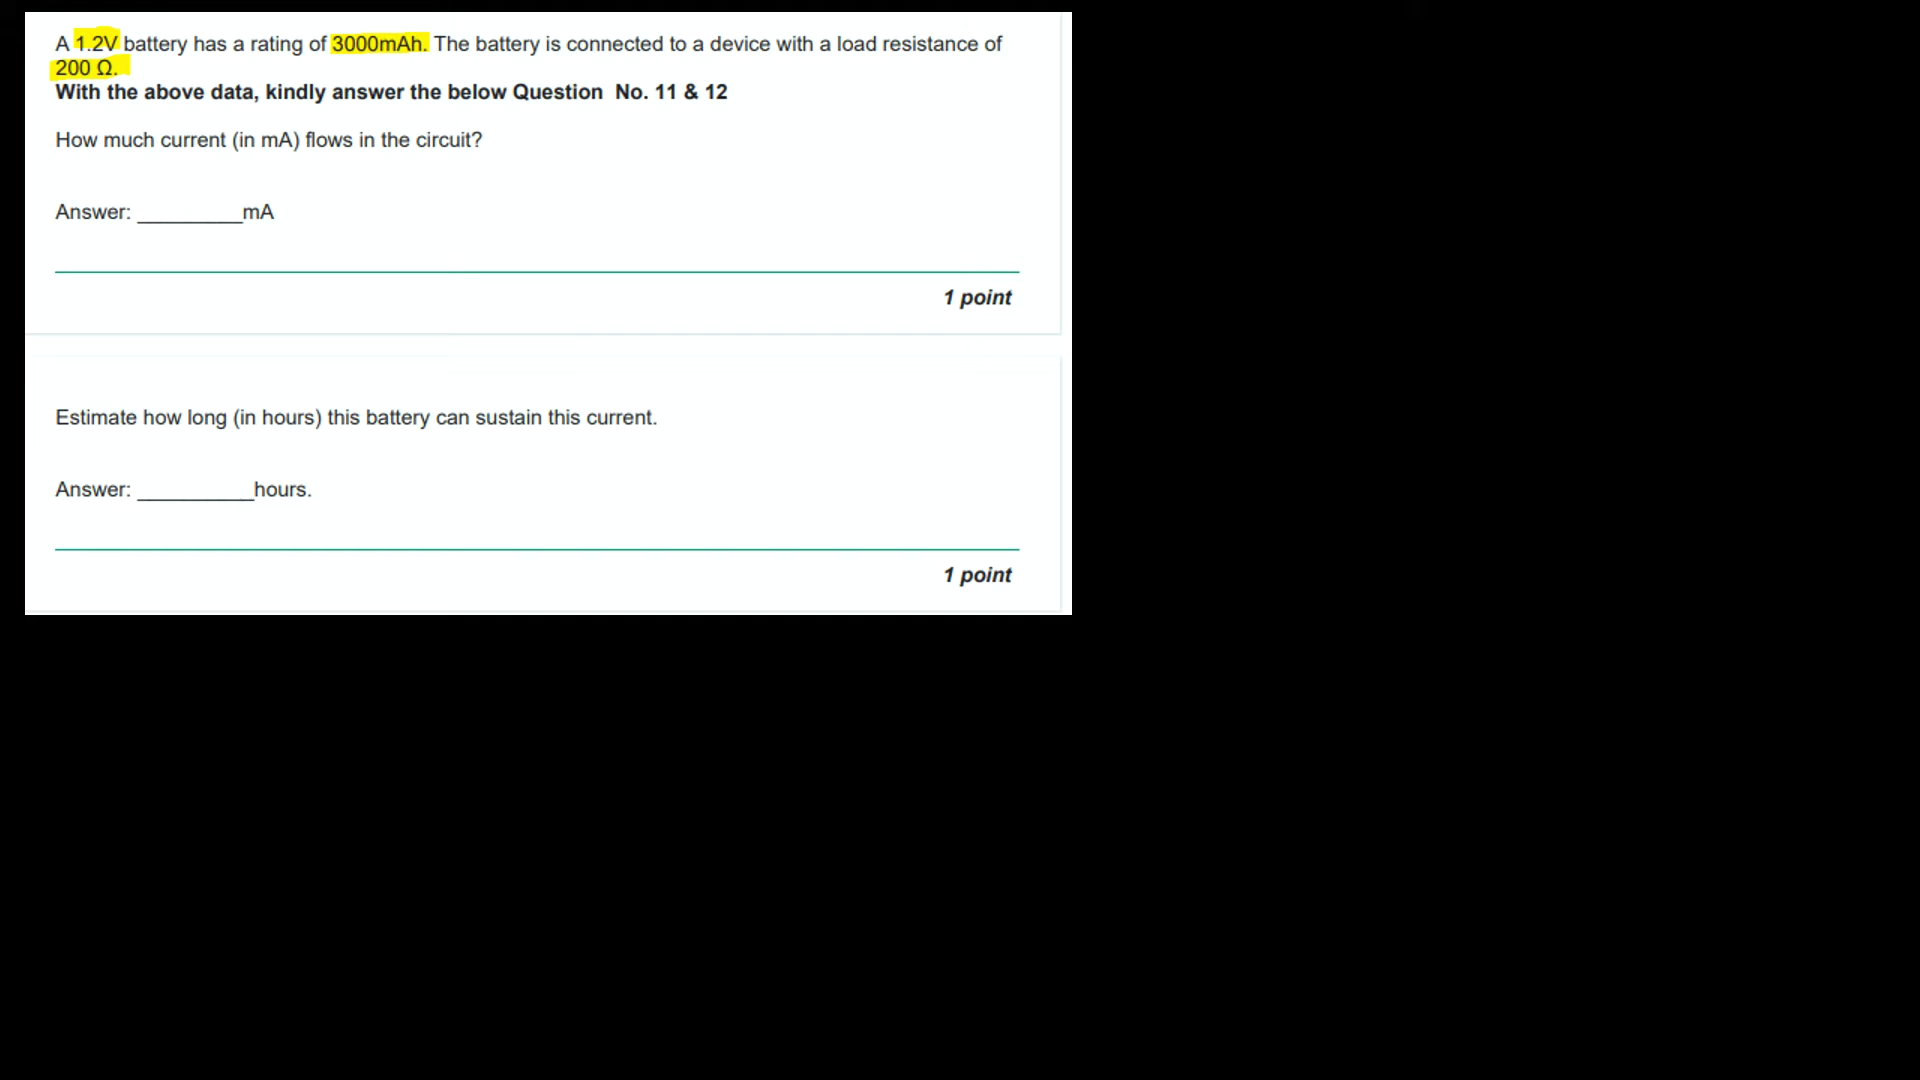 A 1.2V battery has a rating of 3000mAh. The battery is connected to a device with a load resistance of
200 Ω.
With the above data, kindly answer the below Question  No. 11 & 12
How much current (in mA) flows in the circuit?
Answer: _________mA
1 point
Estimate how long (in hours) this battery can sustain this current.
Answer: __________hours.
1 point